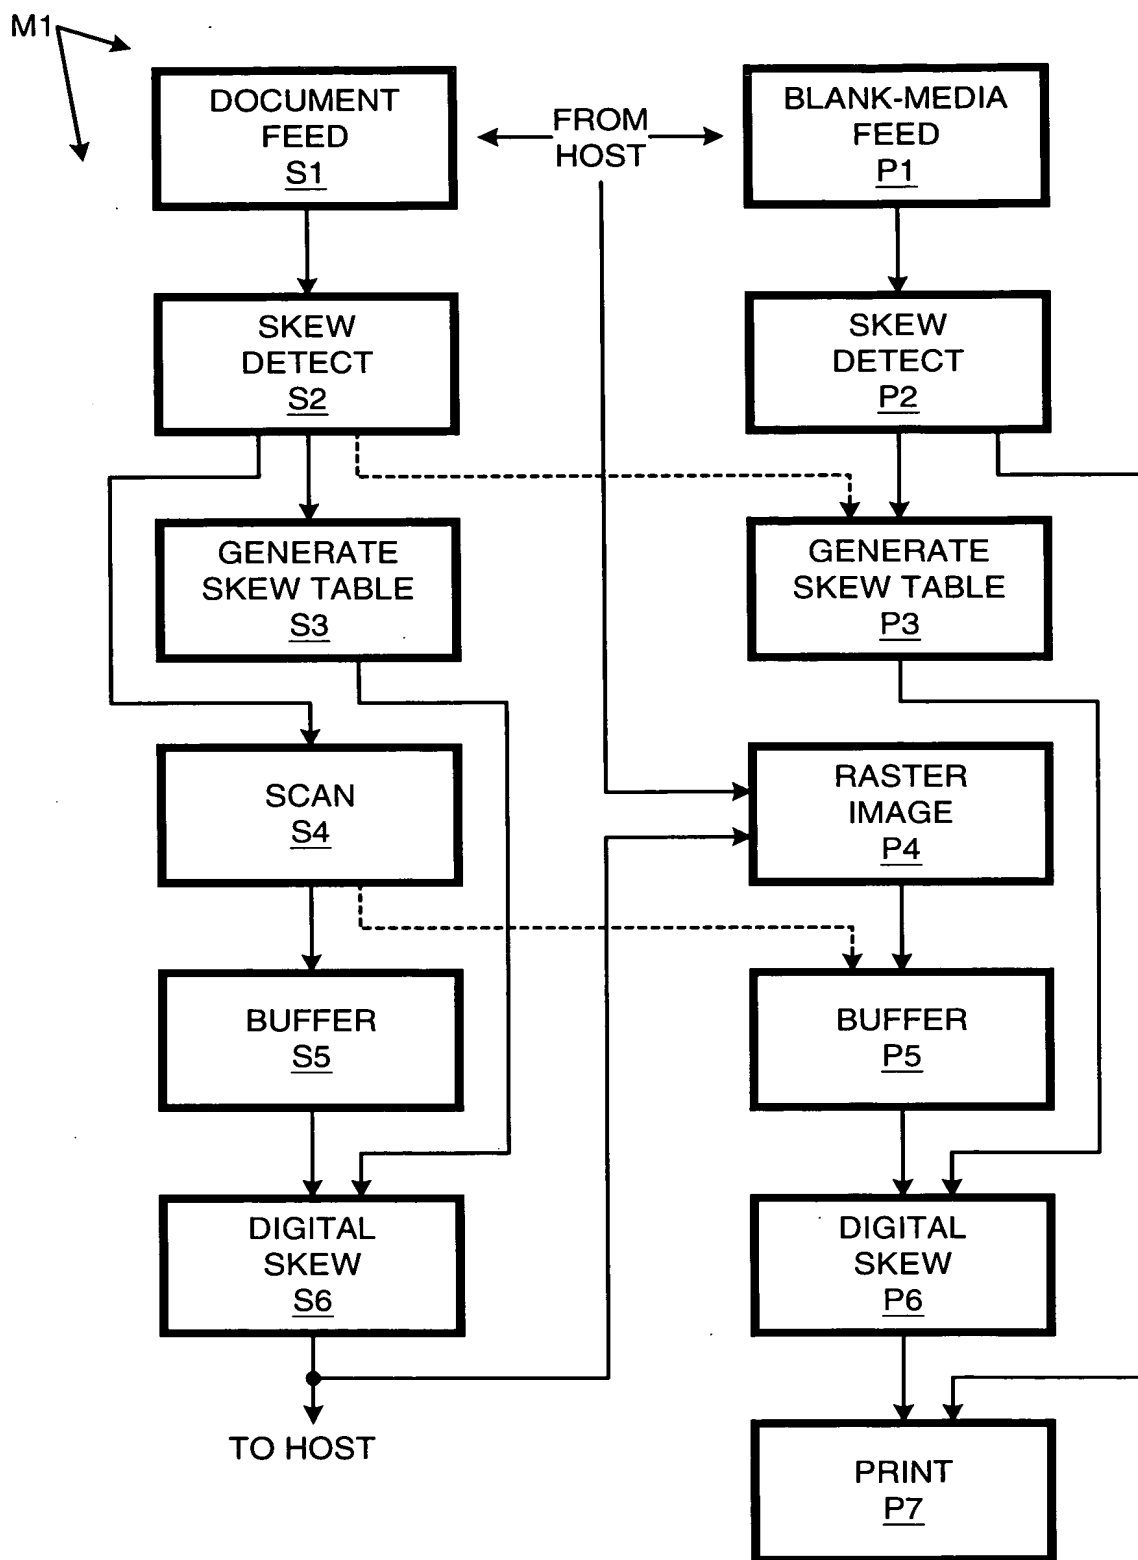 M1
DOCUMENT
FEED
S1
FROM
HOST
BLANK-MEDIA
FEED
P1
SKEW
DETECT
S2
SKEW
DETECT
P2
GENERATE
SKEW TABLE
S3
GENERATE
SKEW TABLE
P3
SCAN
S4
RASTER
IMAGE
P4
BUFFER
S5
BUFFER
P5
DIGITAL
SKEW
S6
DIGITAL
SKEW
P6
TO HOST
PRINT
P7